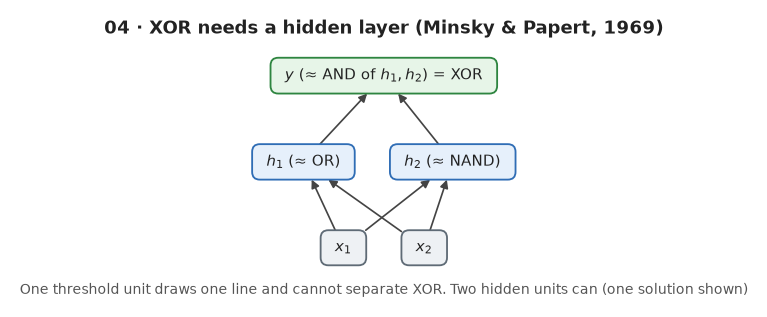 04 · XOR needs a hidden layer (Minsky & Papert, 1969)
y (≈ AND of h₁, h₂) = XOR
h₁ (≈ OR)
h₂ (≈ NAND)
x₁
x₂
One threshold unit draws one line and cannot separate XOR. Two hidden units can (one solution shown)